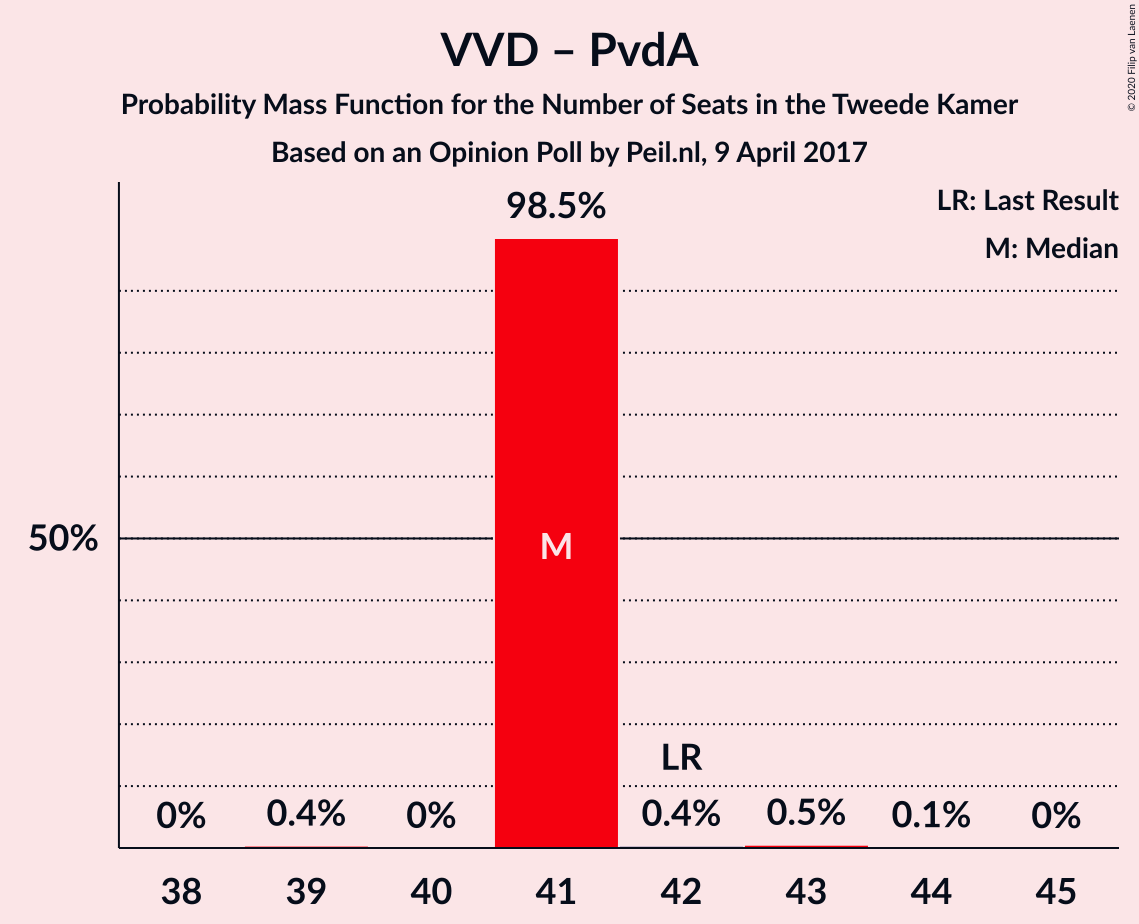 VVD – PvdA
Probability Mass Function for the Number of Seats in the Tweede Kamer
Based on an Opinion Poll by Peil.nl, 9 April 2017
© 2020 Filip van Laenen
LR: Last Result
M: Median
98.5%
50%
M
LR
0% 0.4% 0% 0.4% 0.5% 0.1% 0%
38 39 40 41 42 43 44 45